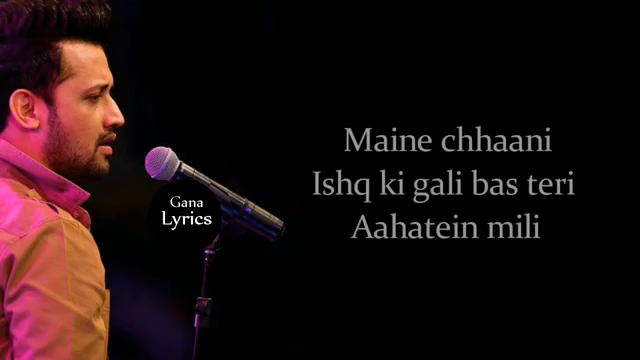 Gana
Lyrics
Maine chhaani
Ishq ki gali bas teri
Aahatein mili